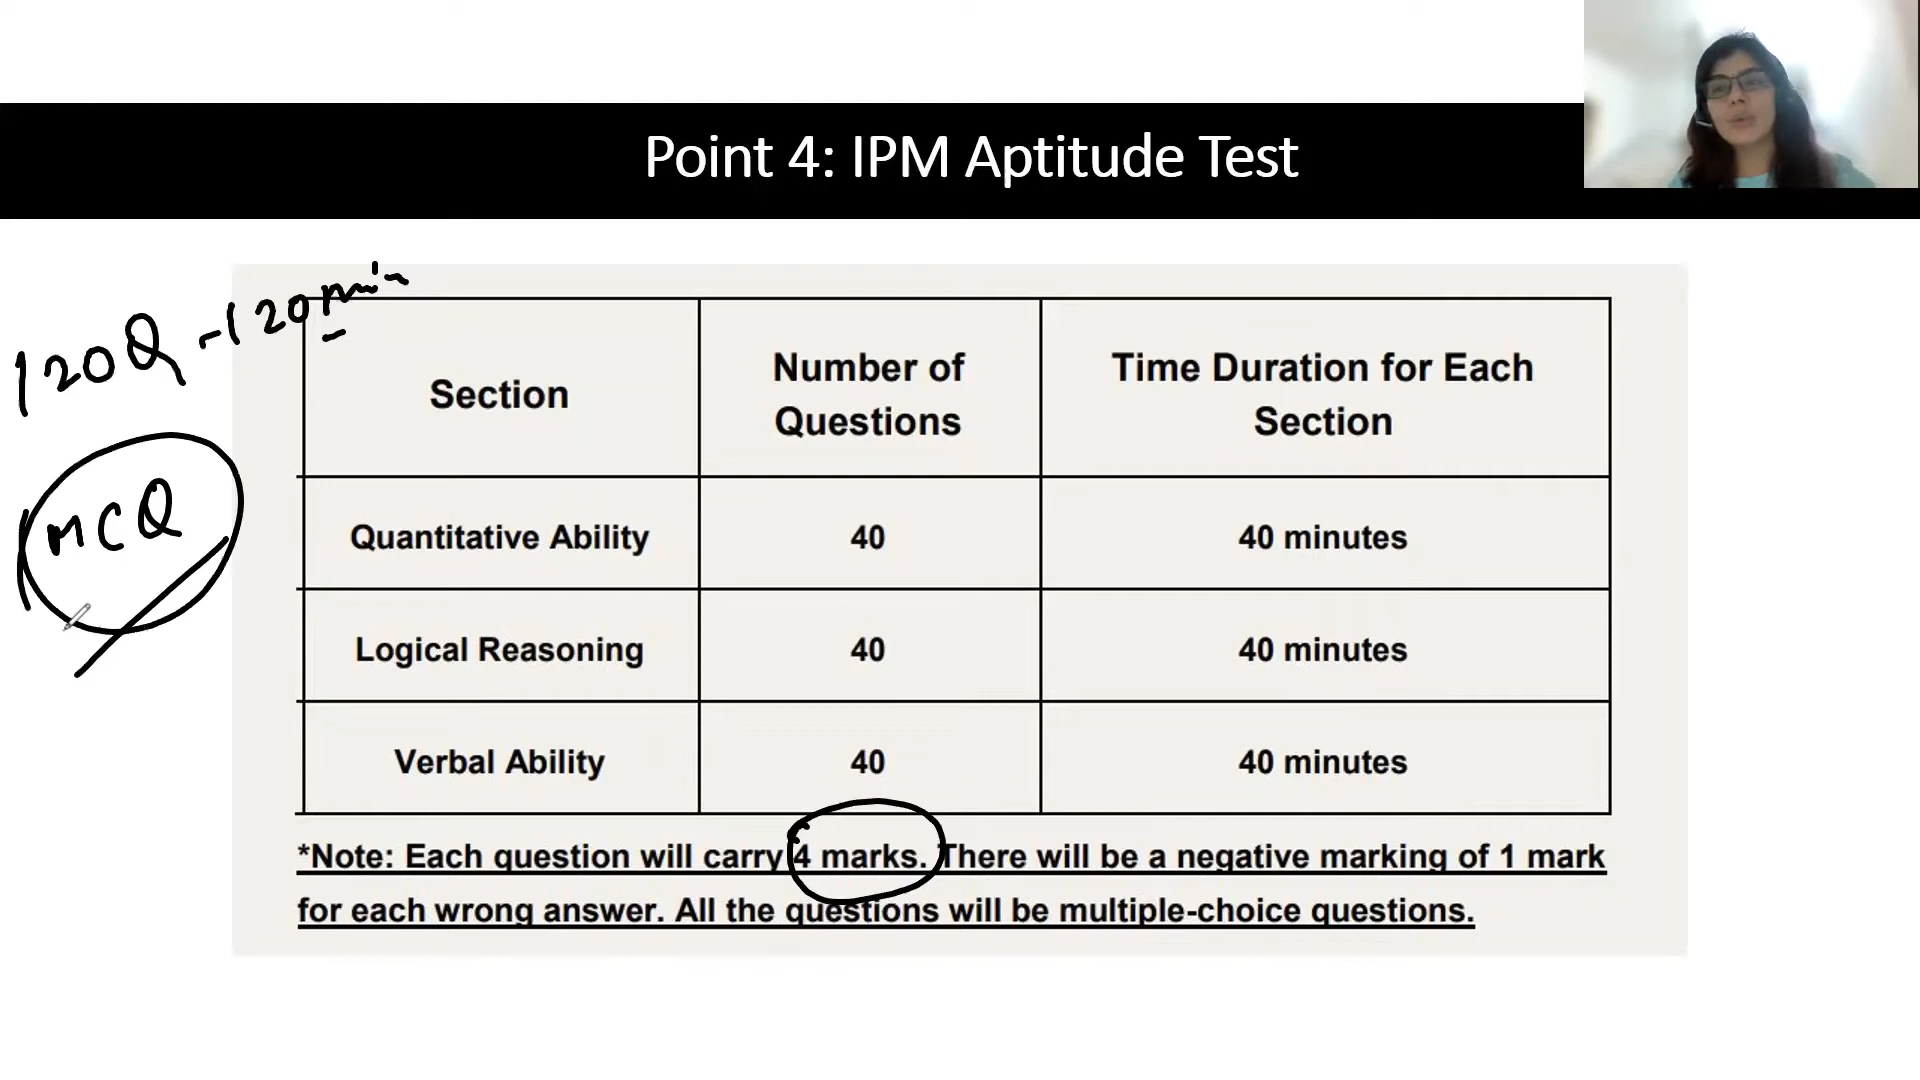 Point 4: IPM Aptitude Test
120Q - 120 min
MCQ
Section
Number of
Questions
Time Duration for Each
Section
Quantitative Ability
40
40 minutes
Logical Reasoning
40
40 minutes
Verbal Ability
40
40 minutes
*Note: Each question will carry 4 marks. There will be a negative marking of 1 mark
for each wrong answer. All the questions will be multiple-choice questions.